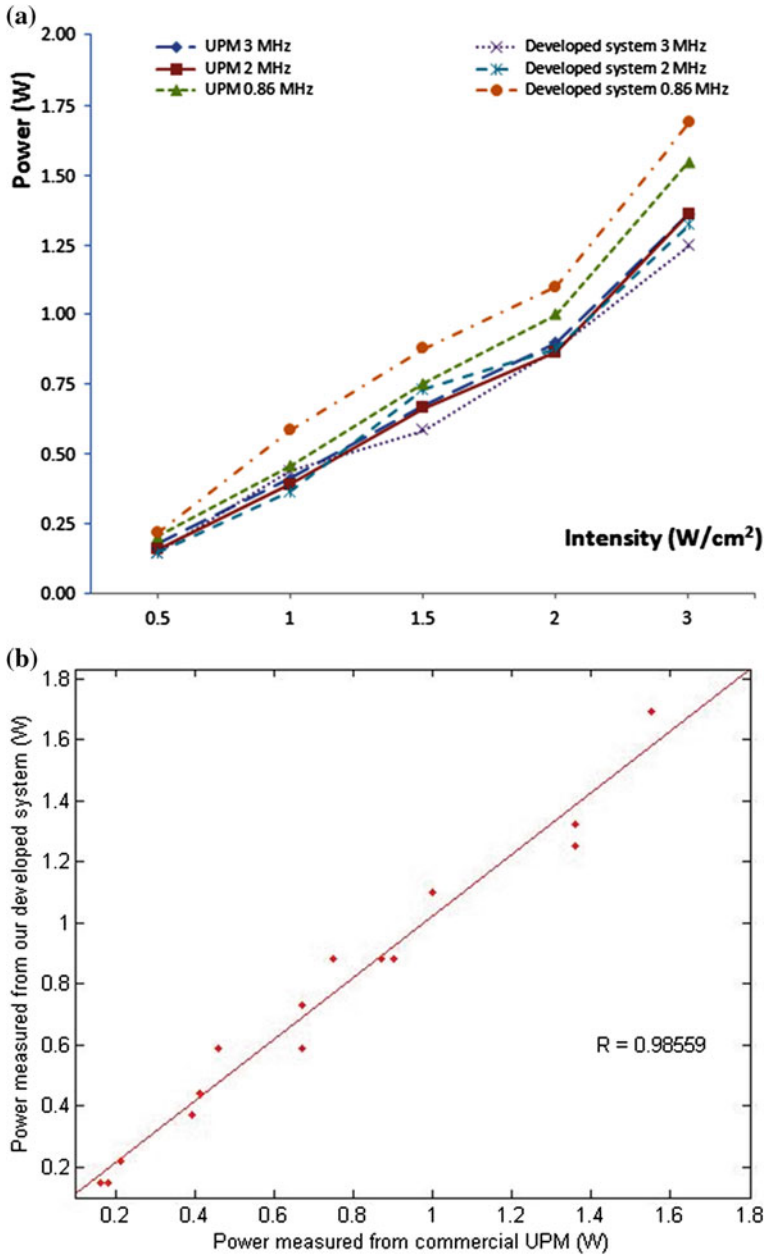 (a)
2.00
1.75
1.50
1.25
1.00
0.75
0.50
0.25
0.00
Power (W)
UPM 3 MHz
UPM 2 MHz
UPM 0.86 MHz
Developed system 3 MHz
Developed system 2 MHz
Developed system 0.86 MHz
Intensity (W/cm²)
0.5 1 1.5 2 3
(b)
1.8
1.6
1.4
1.2
1
0.8
0.6
0.4
0.2
Power measured from our developed system (W)
R = 0.98559
0.2 0.4 0.6 0.8 1 1.2 1.4 1.6 1.8
Power measured from commercial UPM (W)